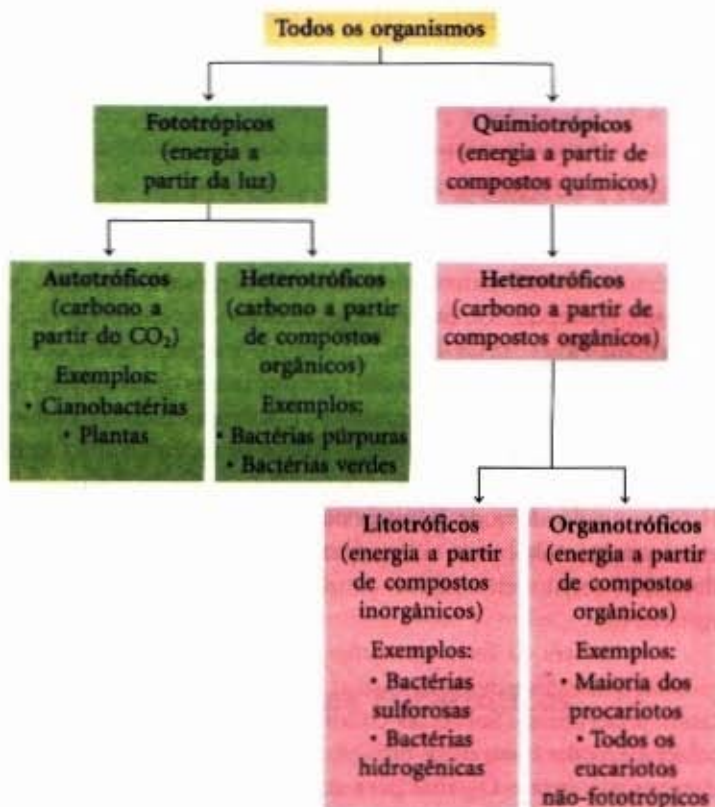 Todos os organismos
Fototrópicos
(energia a
partir da luz)
Quimiotrópicos
(energia a partir de
compostos químicos)
Autotróficos
(carbono a
partir do CO₂)
Exemplos:
• Cianobactérias
• Plantas
Heterotróficos
(carbono a partir
de compostos
orgânicos)
Exemplos:
• Bactérias púrpuras
• Bactérias verdes
Heterotróficos
(carbono a partir de
compostos orgânicos)
Litotróficos
(energia a partir
de compostos
inorgânicos)
Exemplos:
• Bactérias
sulforosas
• Bactérias
hidrogênicas
Organotróficos
(energia a partir
de compostos
orgânicos)
Exemplos:
• Maioria dos
procariotos
• Todos os
eucariotos
não-fototrópicos